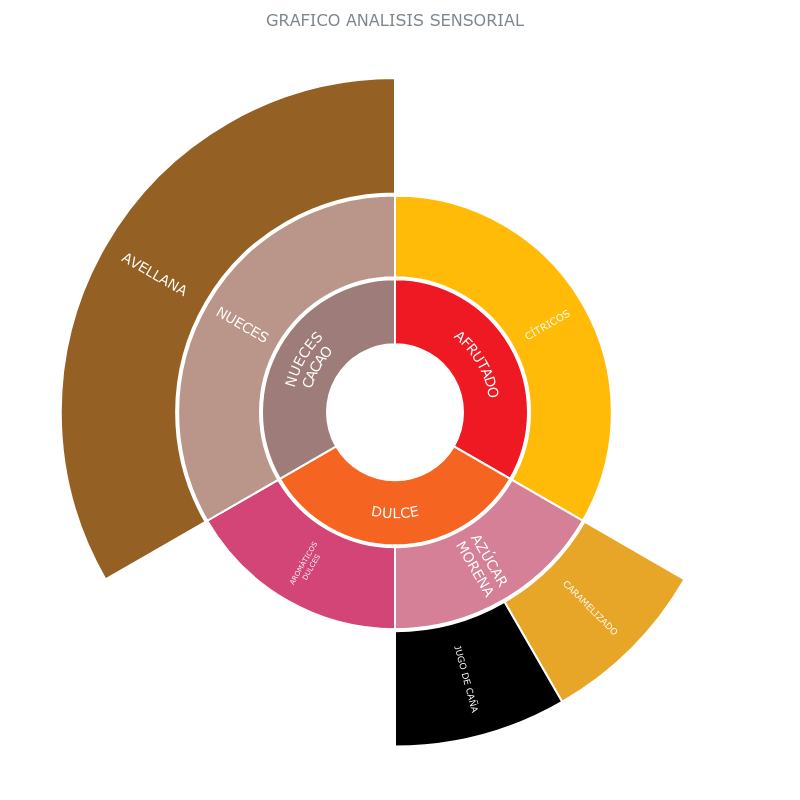 GRAFICO ANALISIS SENSORIAL
AVELLANA
NUECES
NUECES
CACAO
AFRUTADO
CÍTRICOS
DULCE
AROMÁTICOS
DULCES
AZÚCAR
MORENA
CARAMELIZADO
JUGO DE CAÑA